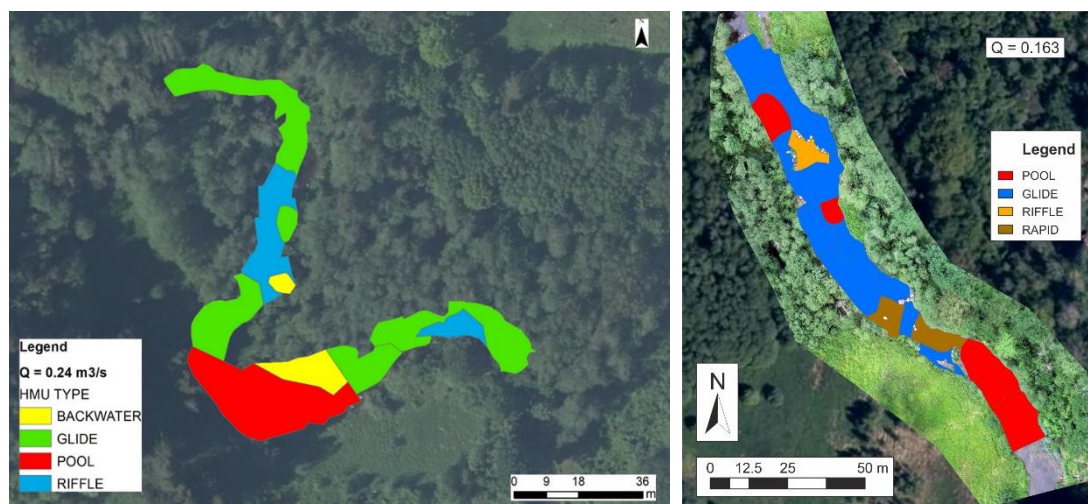 N
Legend
Q = 0.24 m3/s
HMU TYPE
BACKWATER
GLIDE
POOL
RIFFLE
0 9 18 36
m
Q = 0.163
Legend
POOL
GLIDE
RIFFLE
RAPID
N
0 12.5 25 50 m